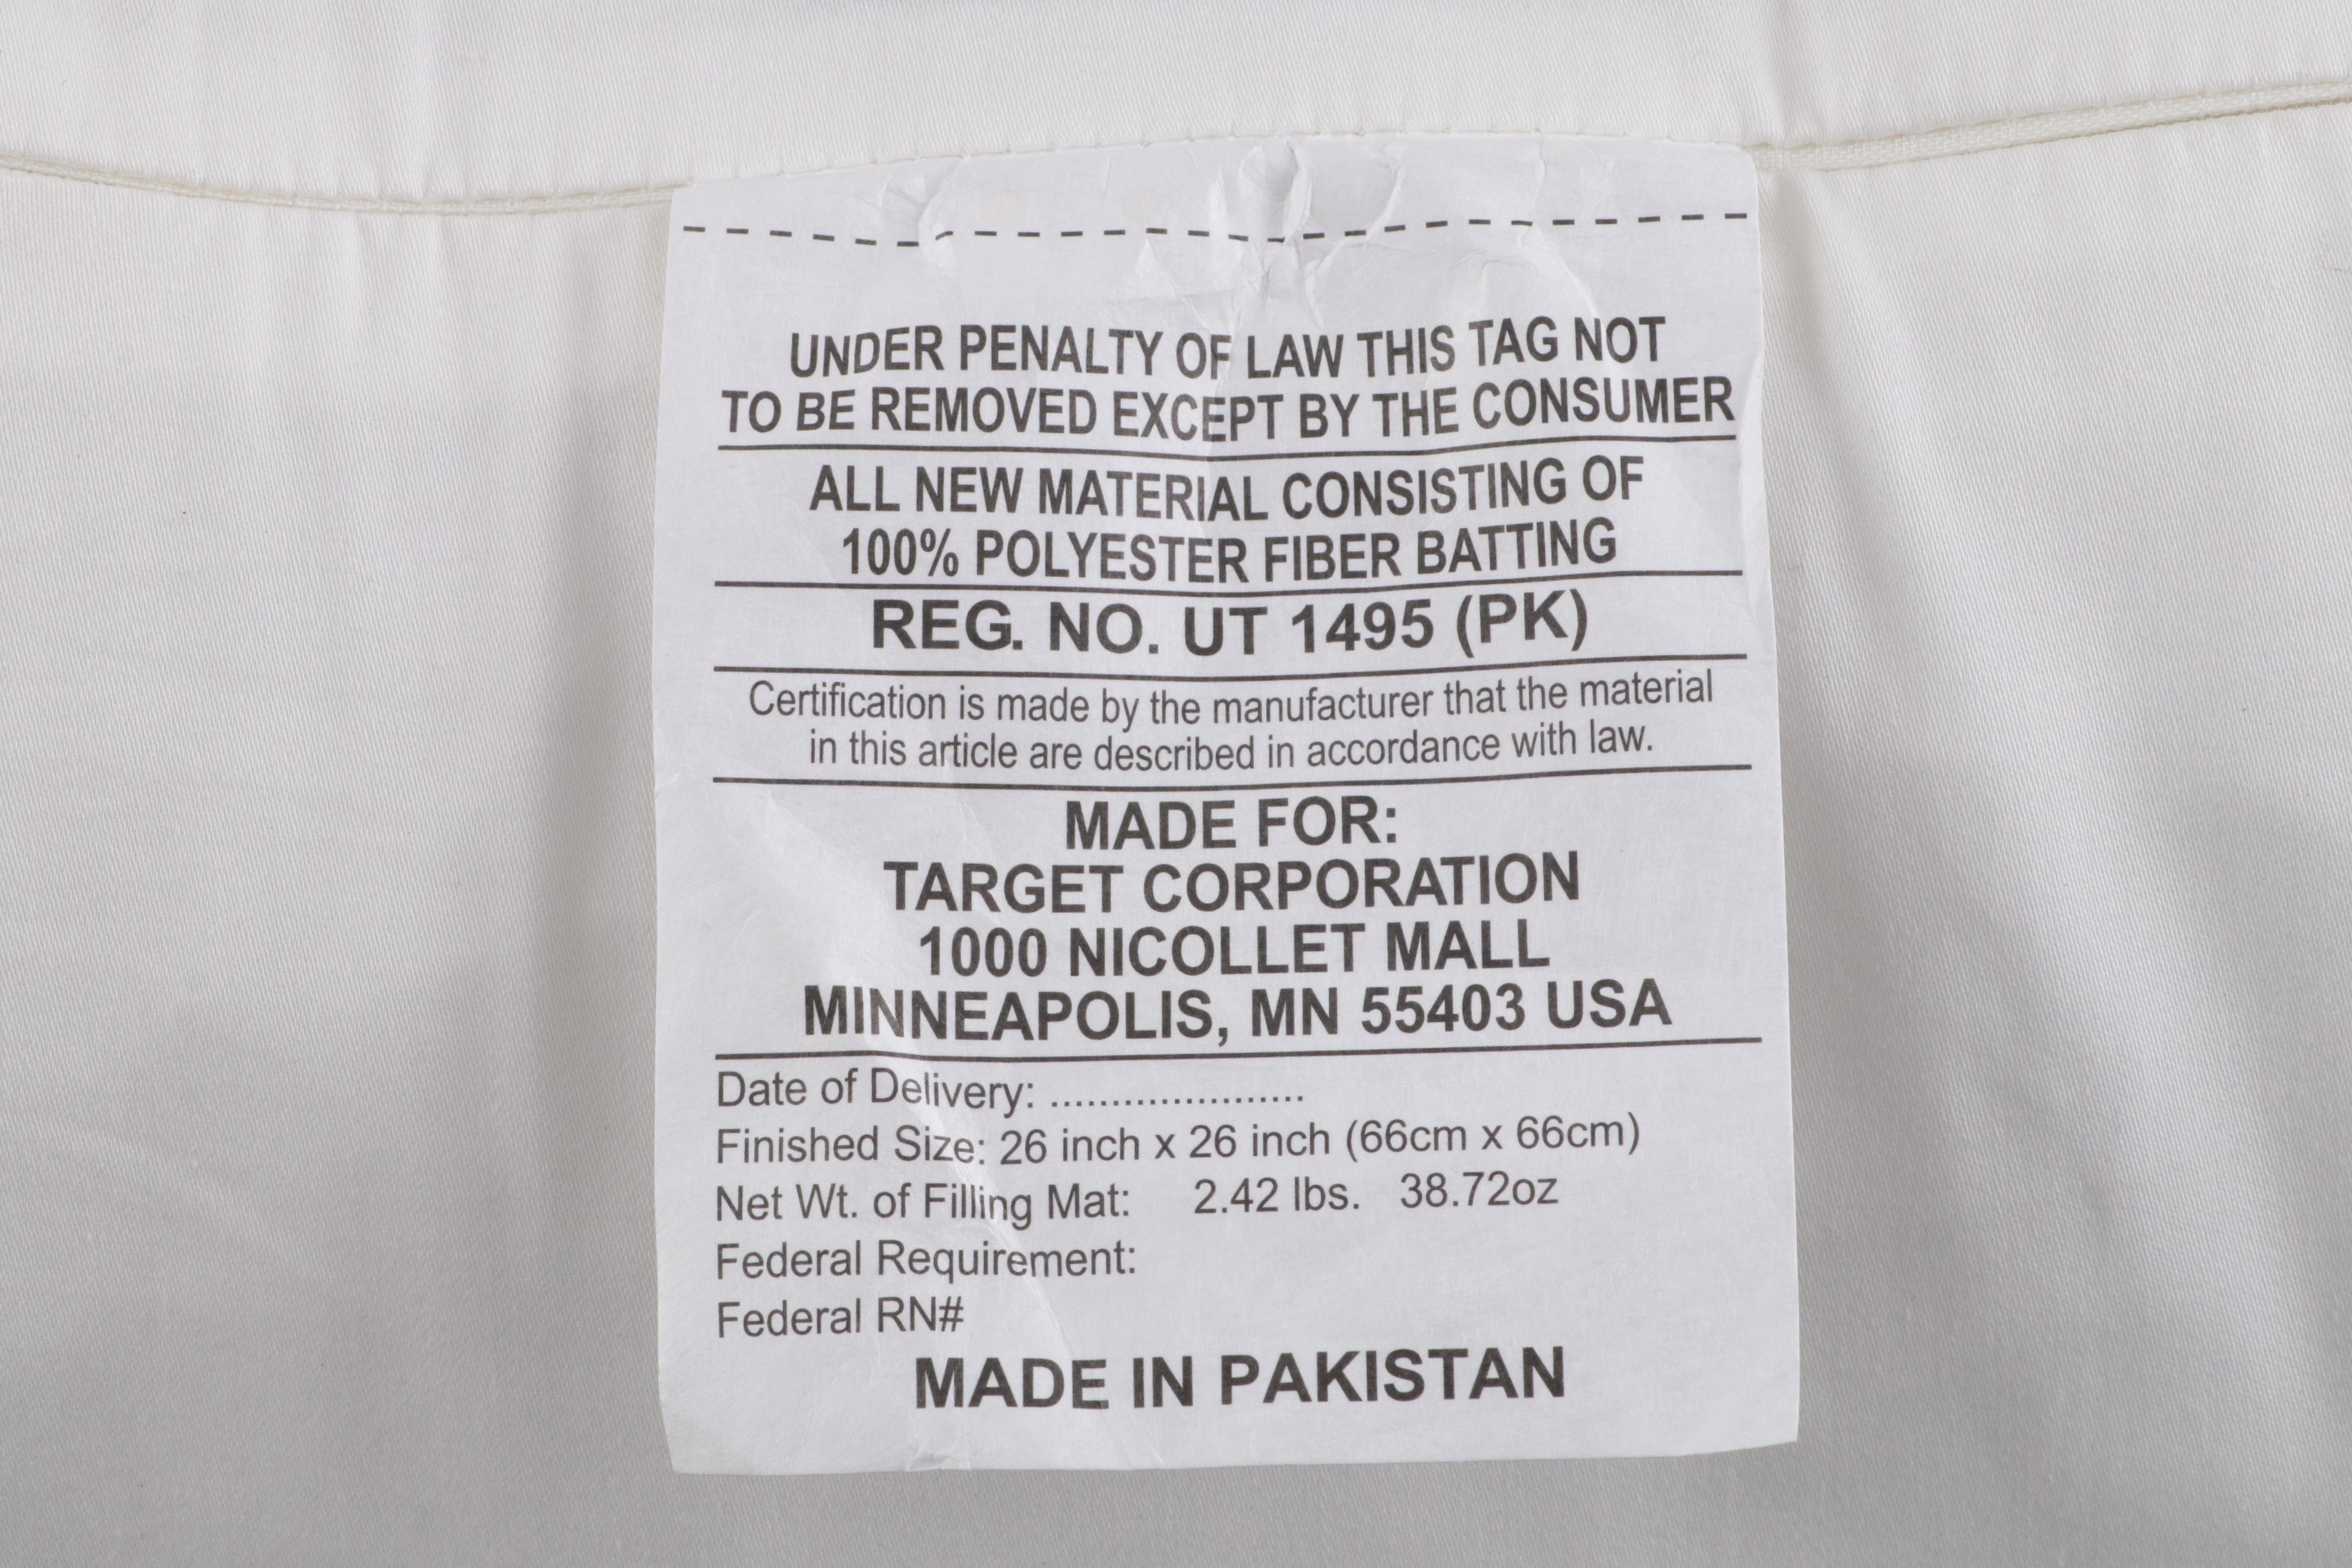 UNDER PENALTY OF LAW THIS TAG NOT
TO BE REMOVED EXCEPT BY THE CONSUMER
ALL NEW MATERIAL CONSISTING OF
100% POLYESTER FIBER BATTING
REG. NO. UT 1495 (PK)
Certification is made by the manufacturer that the material
in this article are described in accordance with law.
MADE FOR:
TARGET CORPORATION
1000 NICOLLET MALL
MINNEAPOLIS, MN 55403 USA
Date of Delivery: .....................
Finished Size: 26 inch x 26 inch (66cm x 66cm)
Net Wt. of Filling Mat: 2.42 lbs. 38.72oz
Federal Requirement:
Federal RN#
MADE IN PAKISTAN